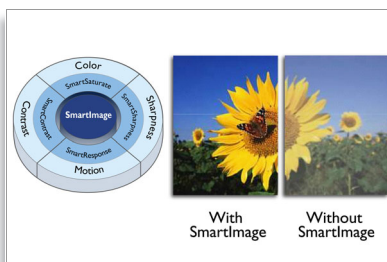 Color
SmartSaturate
Contrast
SmartContrast
SmartImage
SmartSharpness
Sharpness
SmartResponse
Motion
With
SmartImage
Without
SmartImage